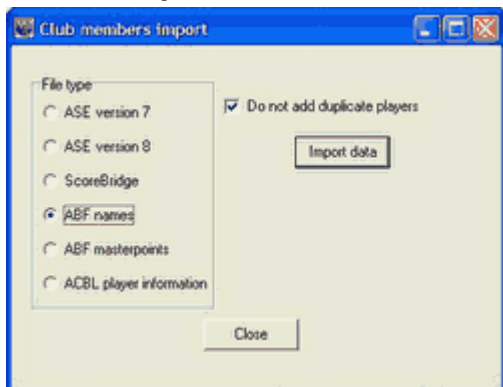 Club members import
File type
ASE version 7
ASE version 8
ScoreBridge
ABF names
ABF masterpoints
ACBL player information
Do not add duplicate players
Import data
Close